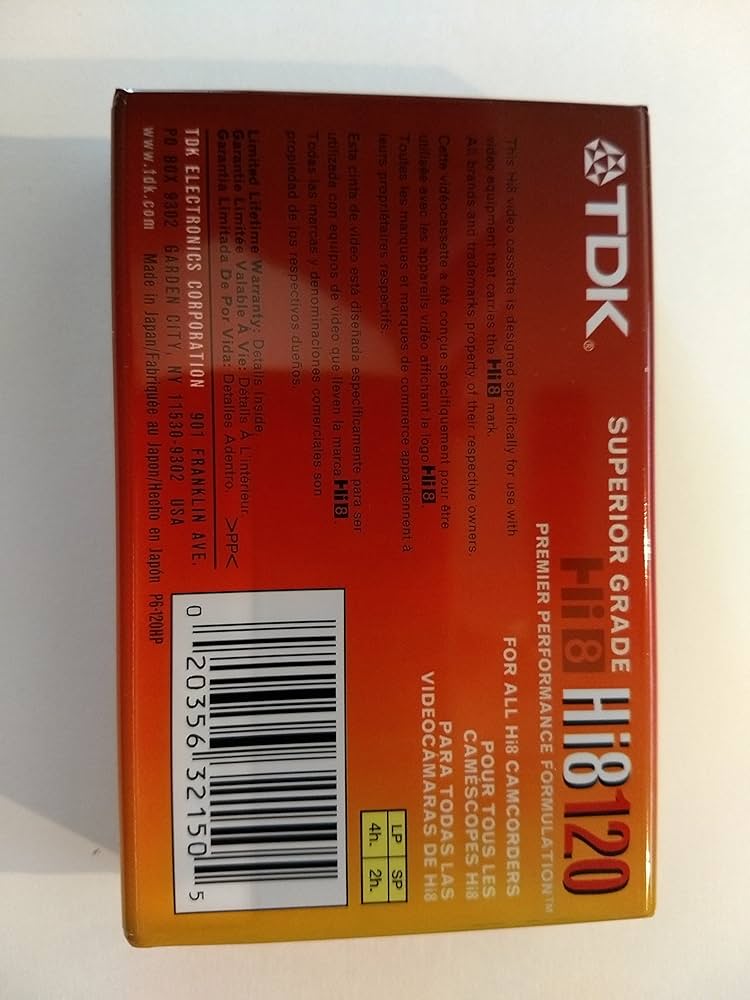 TDK®
SUPERIOR GRADE Hi8 120
Hi8
PREMIER PERFORMANCE FORMULATION™
This Hi8 video cassette is designed specifically for use with
video equipment that carries the Hi8 mark.
All brands and trademarks property of their respective owners.
Cette vidéocassette a été conçue spécifiquement pour être
utilisée avec les appareils vidéo affichant le logo Hi8.
Toutes les marques et marques de commerce appartiennent à
leurs propriétaires respectifs.
Esta cinta de video está diseñada específicamente para ser
utilizada con equipos de video que lleven la marca Hi8
Todas las marcas y denominaciones comerciales son
propiedad de los respectivos dueños.
FOR ALL Hi8 CAMCORDERS
POUR TOUS LES
CAMÉSCOPES Hi8
PARA TODAS LAS
VIDEOCÁMARAS DE Hi8
LP SP
4h. 2h.
Limited Lifetime Warranty: Details Inside
Garantie Limitée Valable À Vie: Détails À L'intérieur
Garantía Limitada De Por Vida: Detalles Adentro. >PP<
TDK ELECTRONICS CORPORATION 901 FRANKLIN AVE.
PO BOX 9302 GARDEN CITY, NY 11530-9302 USA
www.tdk.com Made in Japan/Fabriquée au Japon/Hecho en Japón P6-120HP
0 20356 32150 5